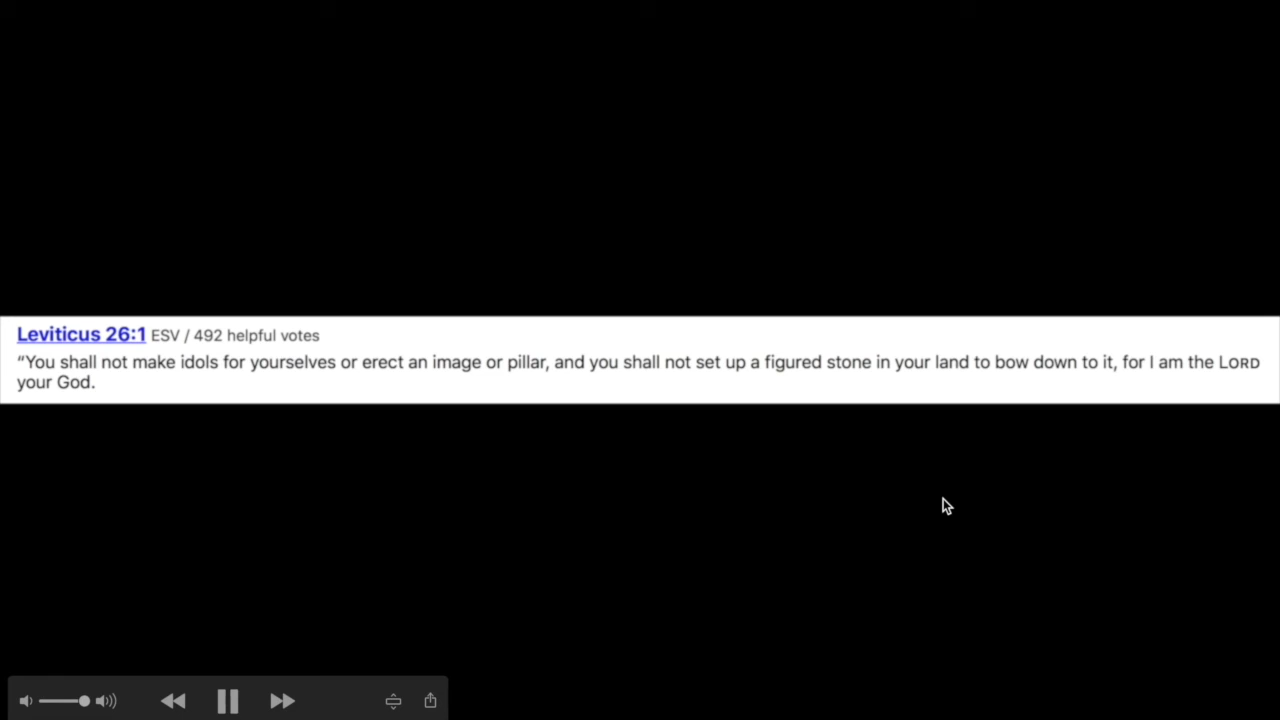 Leviticus 26:1 ESV / 492 helpful votes
“You shall not make idols for yourselves or erect an image or pillar, and you shall not set up a figured stone in your land to bow down to it, for I am the LORD
your God.